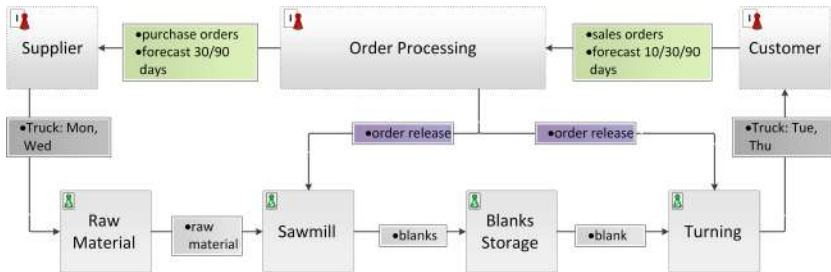 I
Supplier
•purchase orders
•forecast 30/90
days
I
Order Processing
•sales orders
•forecast 10/30/90
days
I
Customer
•Truck: Mon,
Wed
•order release
•order release
•Truck: Tue,
Thu
Raw
Material
•raw
material
Sawmill
•blanks
Blanks
Storage
•blank
Turning